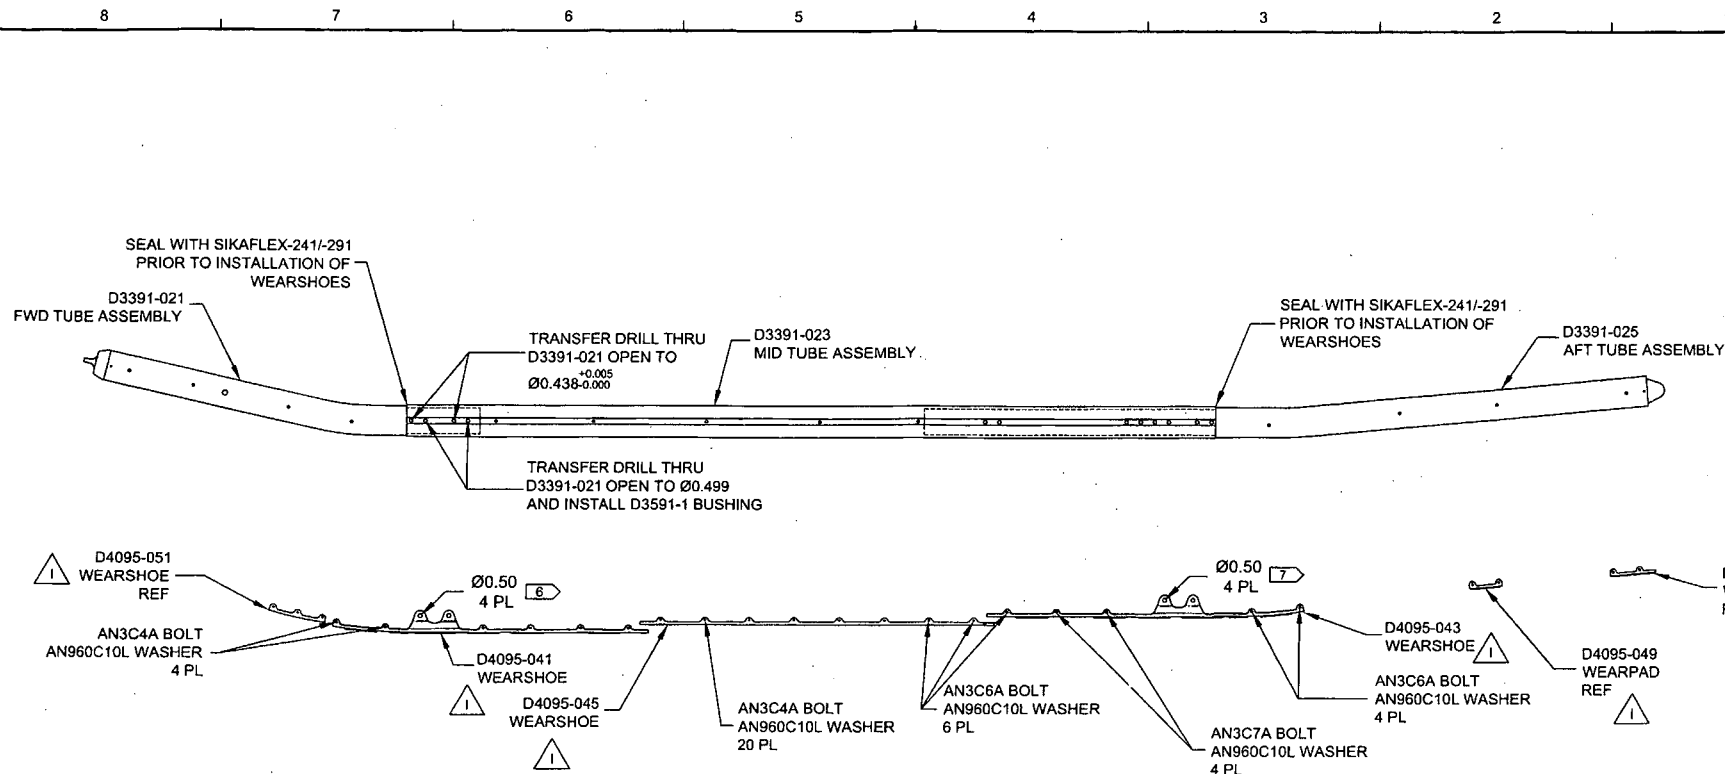 8 7 6 5 4 3 2
SEAL WITH SIKAFLEX-241/-291
PRIOR TO INSTALLATION OF
WEARSHOES
D3391-021
FWD TUBE ASSEMBLY
TRANSFER DRILL THRU
D3391-021 OPEN TO
Ø0.438+0.005-0.000
D3391-023
MID TUBE ASSEMBLY
SEAL WITH SIKAFLEX-241/-291
PRIOR TO INSTALLATION OF
WEARSHOES
D3391-025
AFT TUBE ASSEMBLY
TRANSFER DRILL THRU
D3391-021 OPEN TO Ø0.499
AND INSTALL D3591-1 BUSHING
D4095-051
WEARSHOE
REF
1
AN3C4A BOLT
AN960C10L WASHER
4 PL
Ø0.50
4 PL
6
D4095-041
WEARSHOE
1
D4095-045
WEARSHOE
1
AN3C4A BOLT
AN960C10L WASHER
20 PL
AN3C6A BOLT
AN960C10L WASHER
6 PL
Ø0.50
4 PL
7
AN3C7A BOLT
AN960C10L WASHER
4 PL
D4095-043
WEARSHOE
1
AN3C6A BOLT
AN960C10L WASHER
4 PL
D4095-049
WEARPAD
REF
1